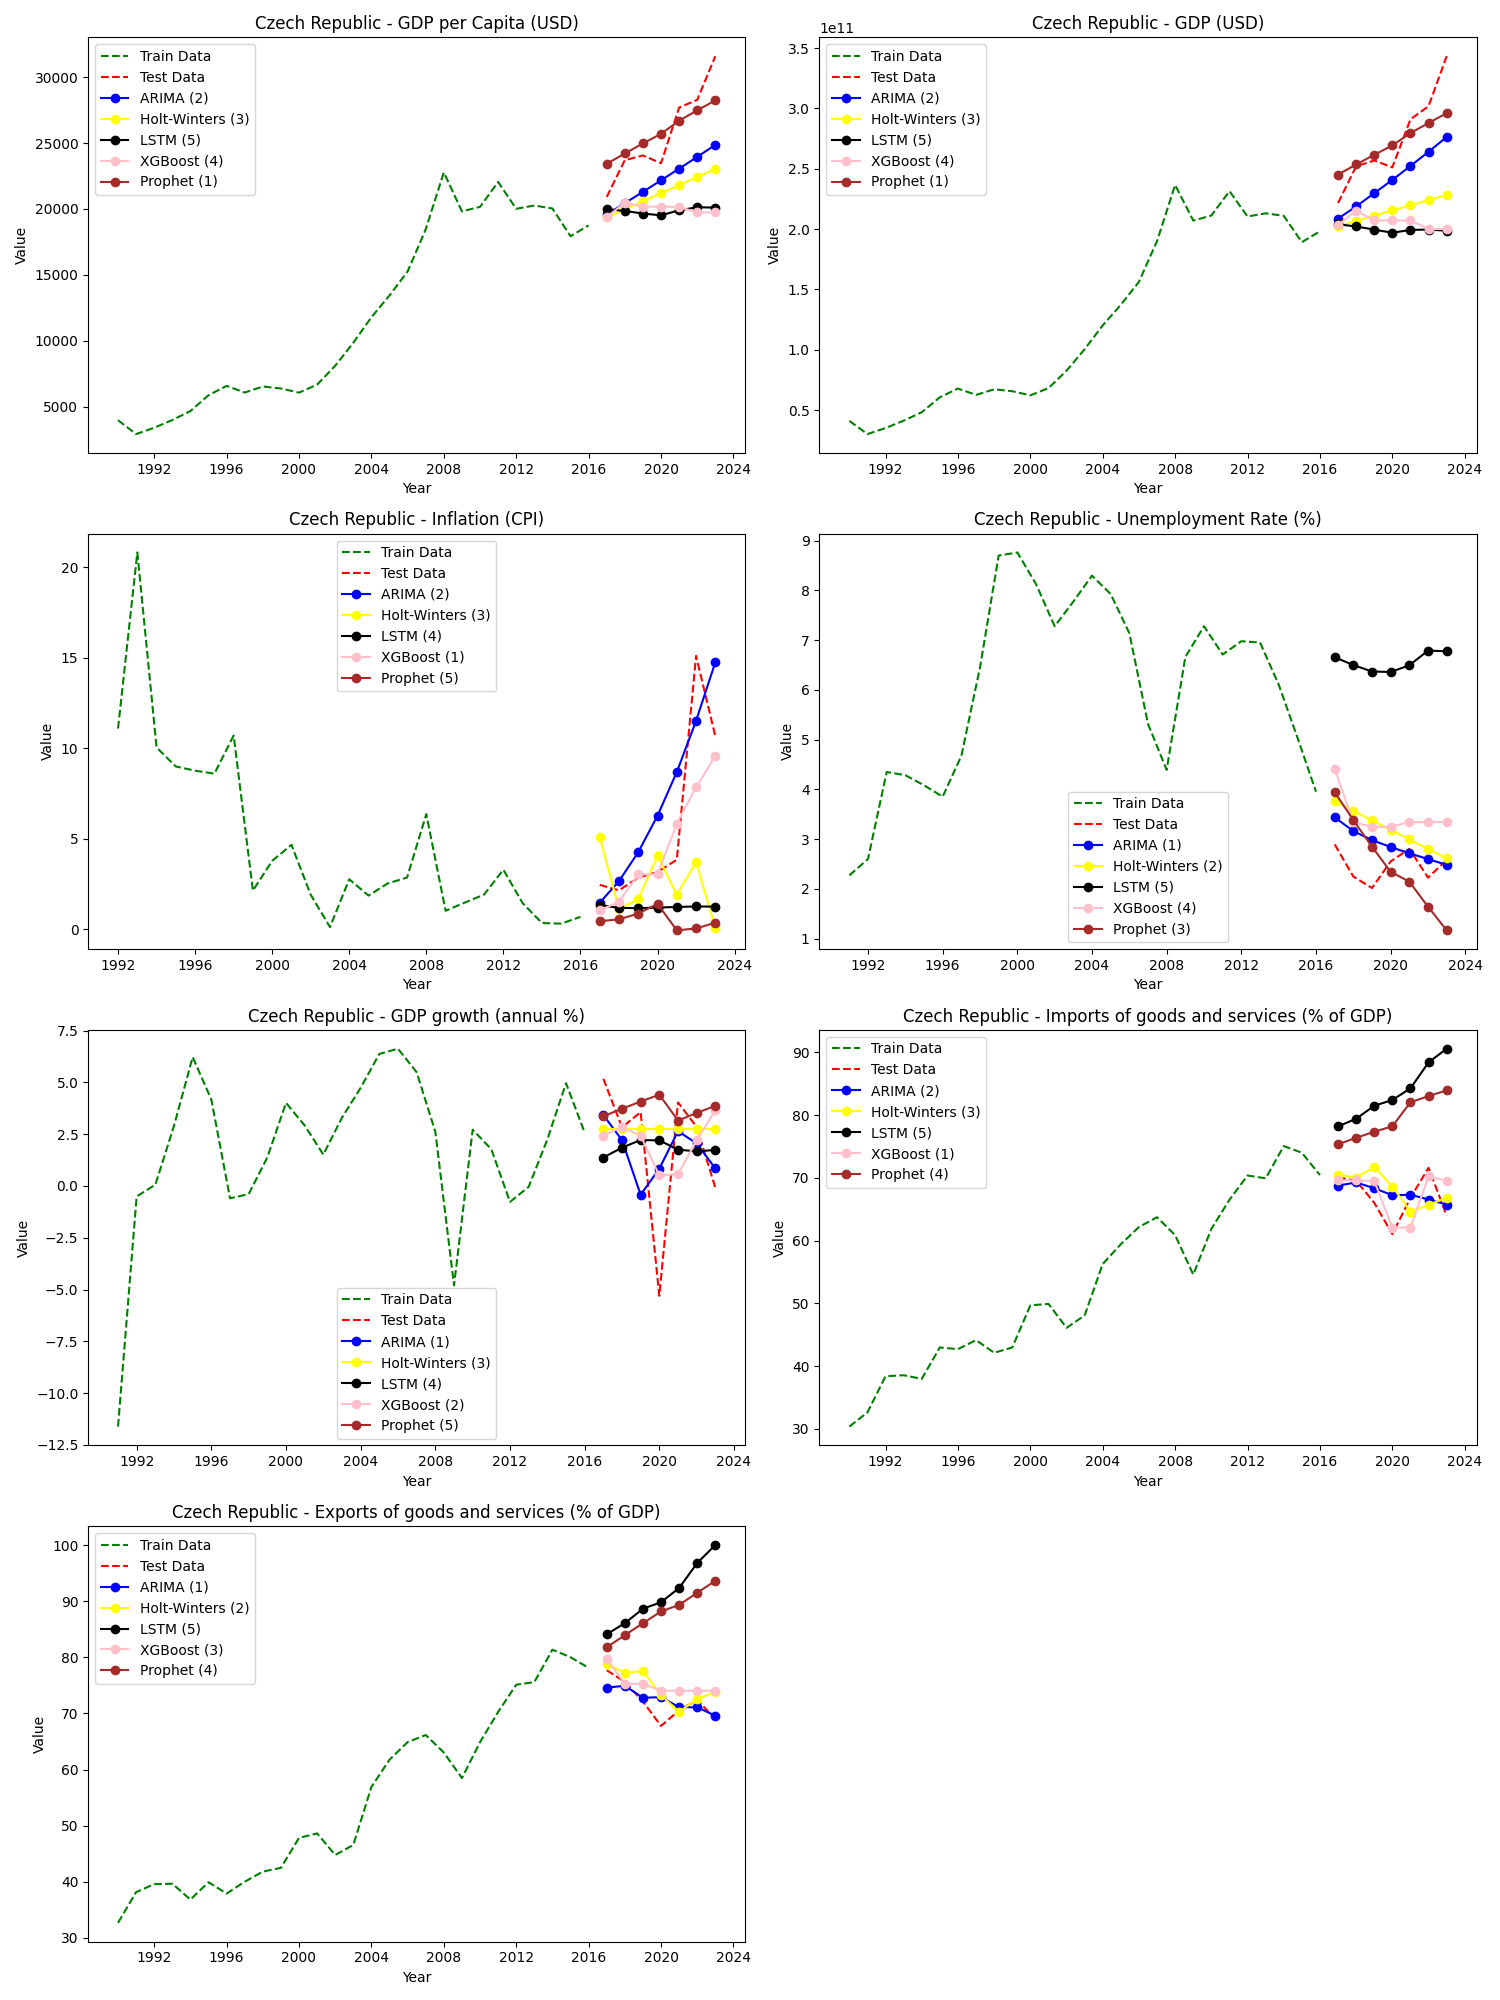 Czech Republic - GDP per Capita (USD)
Value
30000
25000
20000
15000
10000
5000
Train Data
Test Data
ARIMA (2)
Holt-Winters (3)
LSTM (5)
XGBoost (4)
Prophet (1)
1992 1996 2000 2004 2008 2012 2016 2020 2024
Year
Czech Republic - GDP (USD)
1e11
Value
3.5
3.0
2.5
2.0
1.5
1.0
0.5
Train Data
Test Data
ARIMA (2)
Holt-Winters (3)
LSTM (5)
XGBoost (4)
Prophet (1)
1992 1996 2000 2004 2008 2012 2016 2020 2024
Year
Czech Republic - Inflation (CPI)
Value
20
15
10
5
0
Train Data
Test Data
ARIMA (2)
Holt-Winters (3)
LSTM (4)
XGBoost (1)
Prophet (5)
1992 1996 2000 2004 2008 2012 2016 2020 2024
Year
Czech Republic - Unemployment Rate (%)
Value
9
8
7
6
5
4
3
2
1
Train Data
Test Data
ARIMA (1)
Holt-Winters (2)
LSTM (5)
XGBoost (4)
Prophet (3)
1992 1996 2000 2004 2008 2012 2016 2020 2024
Year
Czech Republic - GDP growth (annual %)
Value
7.5
5.0
2.5
0.0
−2.5
−5.0
−7.5
−10.0
−12.5
Train Data
Test Data
ARIMA (1)
Holt-Winters (3)
LSTM (4)
XGBoost (2)
Prophet (5)
1992 1996 2000 2004 2008 2012 2016 2020 2024
Year
Czech Republic - Imports of goods and services (% of GDP)
Value
90
80
70
60
50
40
30
Train Data
Test Data
ARIMA (2)
Holt-Winters (3)
LSTM (5)
XGBoost (1)
Prophet (4)
1992 1996 2000 2004 2008 2012 2016 2020 2024
Year
Czech Republic - Exports of goods and services (% of GDP)
Value
100
90
80
70
60
50
40
30
Train Data
Test Data
ARIMA (1)
Holt-Winters (2)
LSTM (5)
XGBoost (3)
Prophet (4)
1992 1996 2000 2004 2008 2012 2016 2020 2024
Year